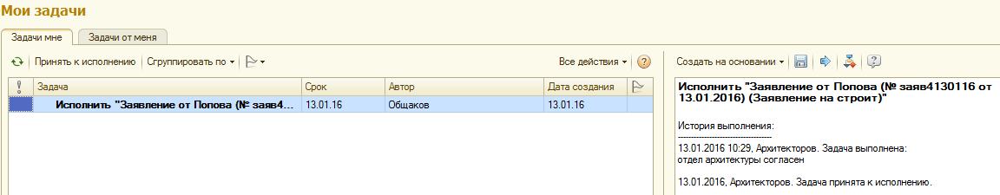 Мои задачи
Задачи мне Задачи от меня
Принять к исполнению Сгруппировать по Все действия
Задача Срок Автор Дата создания
Исполнить "Заявление от Попова (№ заяв4... 13.01.16 Общаков 13.01.16
Создать на основании
Исполнить "Заявление от Попова (№ заяв4130116 от
13.01.2016) (Заявление на строит)"
История выполнения:
------------------------------------
13.01.2016 10:29, Архитекторов. Задача выполнена:
отдел архитектуры согласен
13.01.2016, Архитекторов. Задача принята к исполнению.